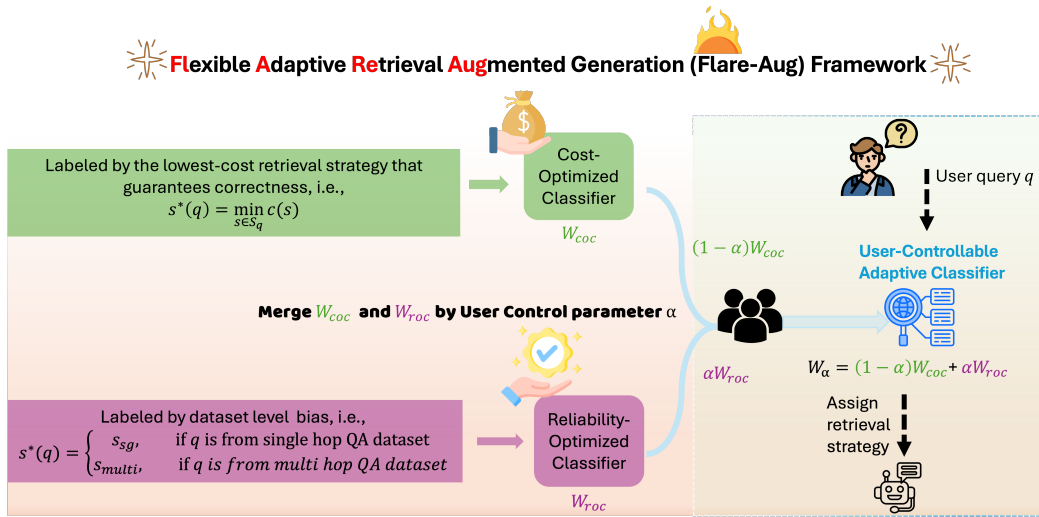 Flexible Adaptive Retrieval Augmented Generation (Flare-Aug) Framework
$
?
Labeled by the lowest-cost retrieval strategy that
guarantees correctness, i.e.,
s*(q) = min c(s)
s∈S_q
Cost-
Optimized
Classifier
W_coc
User query q
(1 − α)W_coc
User-Controllable
Adaptive Classifier
Merge W_coc and W_roc by User Control parameter α
αW_roc
W_α = (1 − α)W_coc + αW_roc
Labeled by dataset level bias, i.e.,
s*(q) = { s_sg, if q is from single hop QA dataset
s_multi, if q is from multi hop QA dataset
Reliability-
Optimized
Classifier
W_roc
Assign
retrieval
strategy